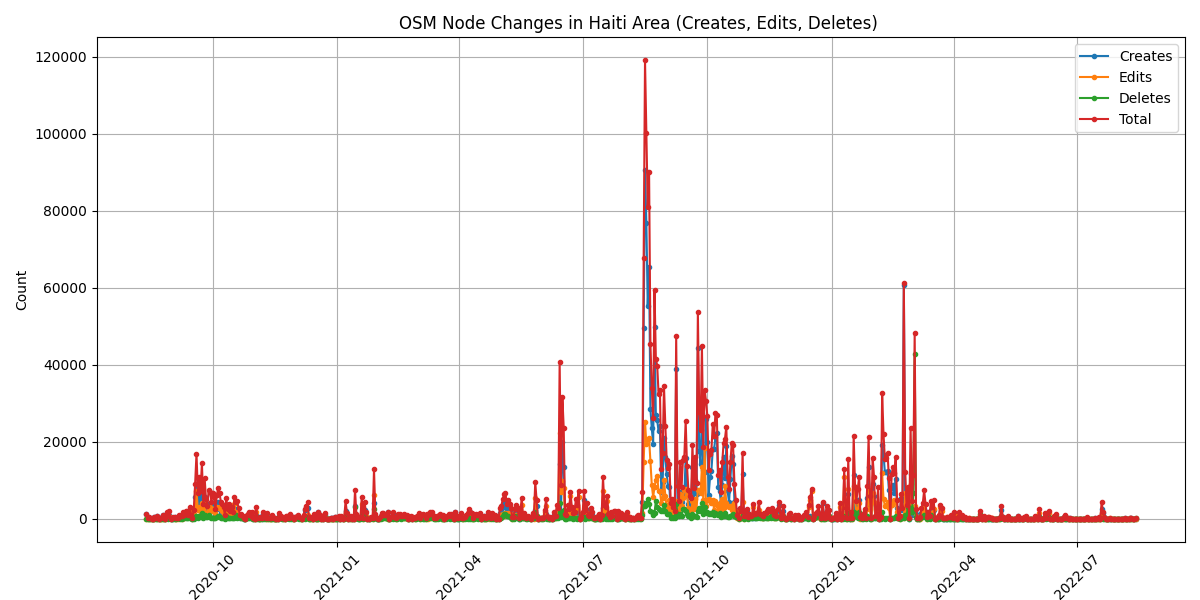 OSM Node Changes in Haiti Area (Creates, Edits, Deletes)
Creates
Edits
Deletes
Total
Count
120000
100000
80000
60000
40000
20000
0
2020-10
2021-01
2021-04
2021-07
2021-10
2022-01
2022-04
2022-07